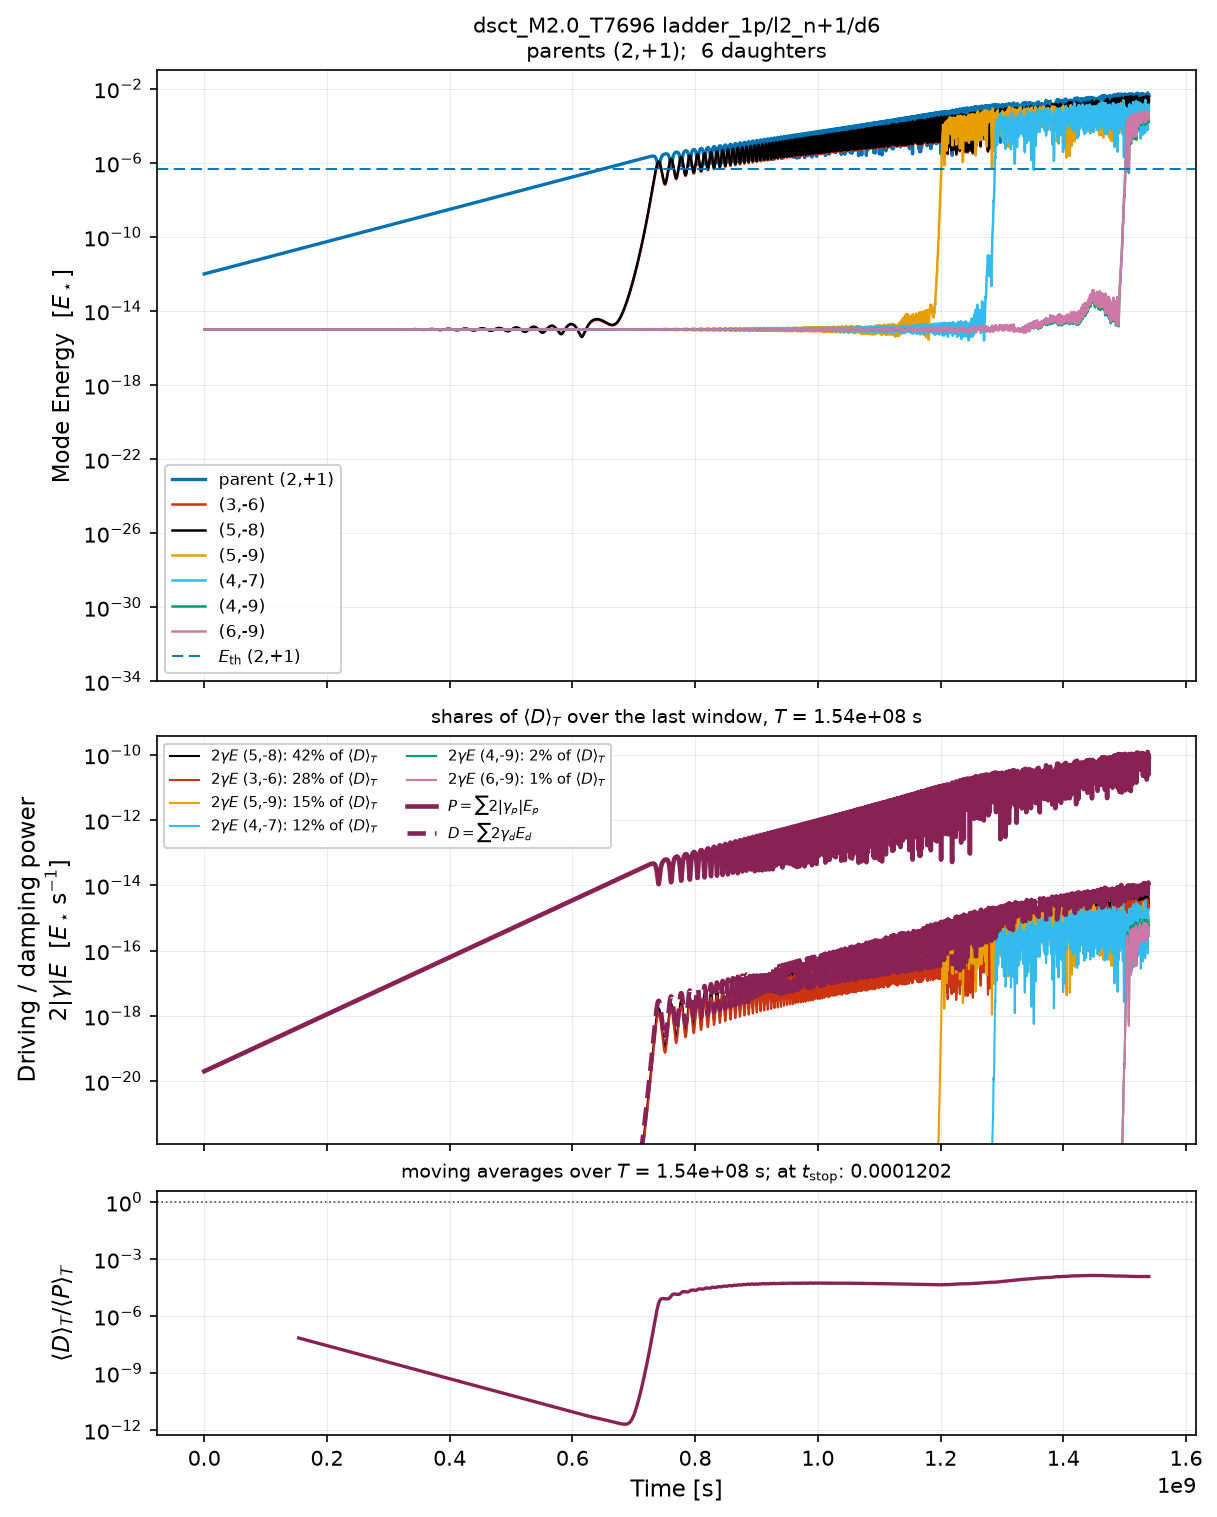 dsct_M2.0_T7696 ladder_1p/l2_n+1/d6
parents (2,+1);  6 daughters
10^{-2}
10^{-6}
10^{-10}
10^{-14}
10^{-18}
10^{-22}
10^{-26}
10^{-30}
10^{-34}
Mode Energy  [E_⋆]
parent (2,+1)
(3,-6)
(5,-8)
(5,-9)
(4,-7)
(4,-9)
(6,-9)
E_{th} (2,+1)
shares of ⟨D⟩_T over the last window, T = 1.54e+08 s
10^{-10}
10^{-12}
10^{-14}
10^{-16}
10^{-18}
10^{-20}
Driving / damping power
2|γ|E  [E_⋆ s^{-1}]
2γE (5,-8): 42% of ⟨D⟩_T
2γE (3,-6): 28% of ⟨D⟩_T
2γE (5,-9): 15% of ⟨D⟩_T
2γE (4,-7): 12% of ⟨D⟩_T
2γE (4,-9): 2% of ⟨D⟩_T
2γE (6,-9): 1% of ⟨D⟩_T
P = ∑2|γ_p|E_p
D = ∑2γ_dE_d
moving averages over T = 1.54e+08 s; at t_{stop}: 0.0001202
10^0
10^{-3}
10^{-6}
10^{-9}
10^{-12}
⟨D⟩_T/⟨P⟩_T
0.0 0.2 0.4 0.6 0.8 1.0 1.2 1.4 1.6
1e9
Time [s]